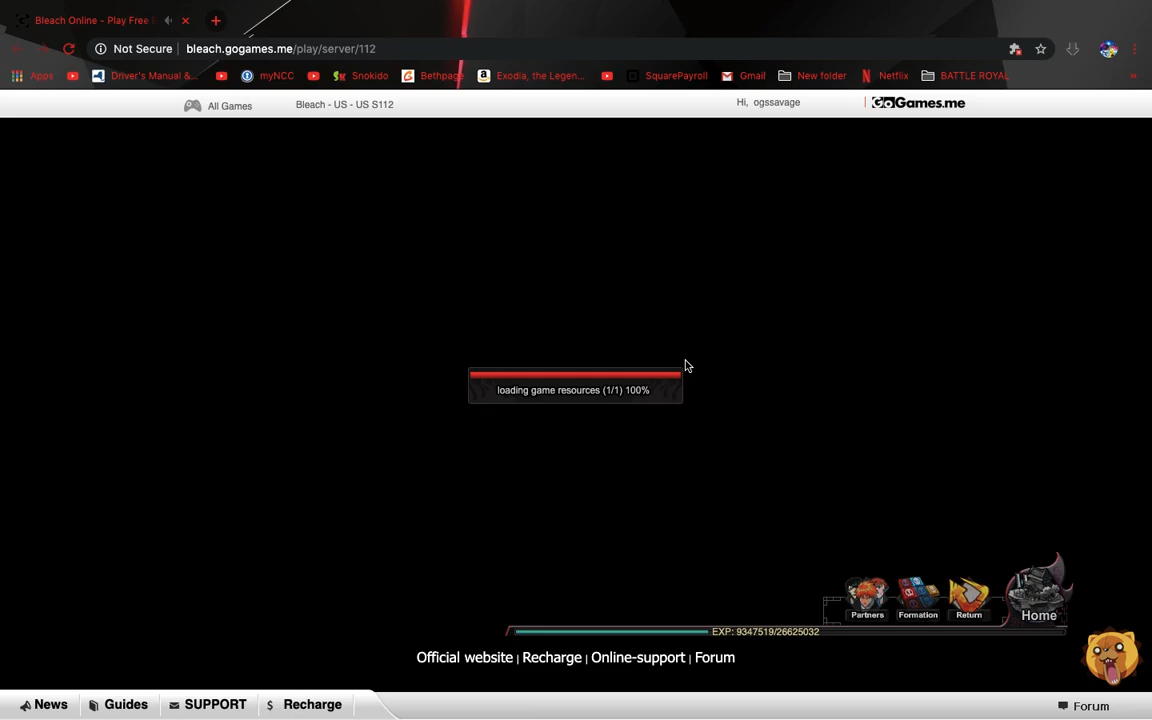 Bleach Online - Play Free
Not Secure | bleach.gogames.me/play/server/112
Apps Driver's Manual &... myNCC Snokido Bethpage Exodia, the Legen... SquarePayroll Gmail New folder Netflix BATTLE ROYAL »
All Games Bleach - US - US S112 Hi, ogssavage | GoGames.me
loading game resources (1/1) 100%
Partners Formation Return Home
EXP: 9347519/26625032
Official website | Recharge | Online-support | Forum
News Guides SUPPORT $ Recharge Forum